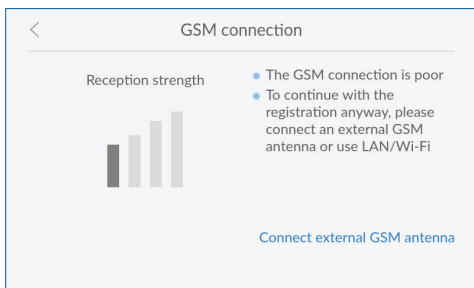 GSM connection
Reception strength
The GSM connection is poor
To continue with the
registration anyway, please
connect an external GSM
antenna or use LAN/Wi-Fi
Connect external GSM antenna